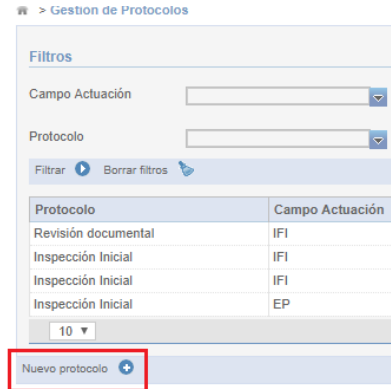 > Gestión de Protocolos
Filtros
Campo Actuación
Protocolo
Filtrar Borrar filtros
Protocolo Campo Actuación
Revisión documental IFI
Inspección Inicial IFI
Inspección Inicial IFI
Inspección Inicial EP
10
Nuevo protocolo